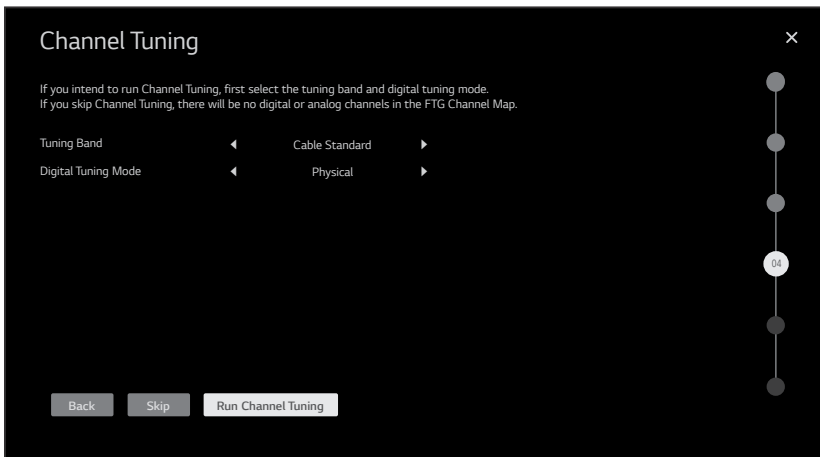 Channel Tuning
If you intend to run Channel Tuning, first select the tuning band and digital tuning mode.
If you skip Channel Tuning, there will be no digital or analog channels in the FTG Channel Map.
Tuning Band Cable Standard
Digital Tuning Mode Physical
04
Back Skip Run Channel Tuning